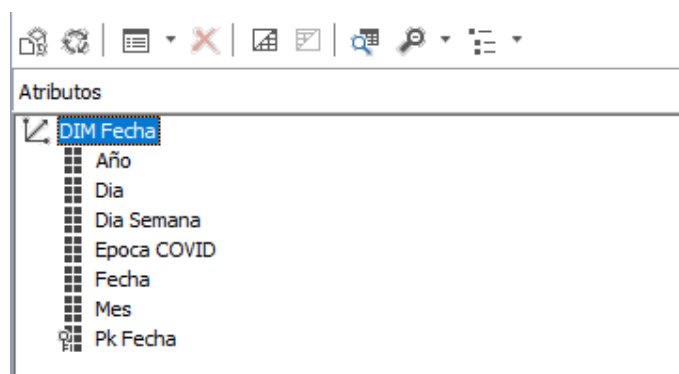 Atributos
DIM Fecha
Año
Dia
Dia Semana
Epoca COVID
Fecha
Mes
Pk Fecha